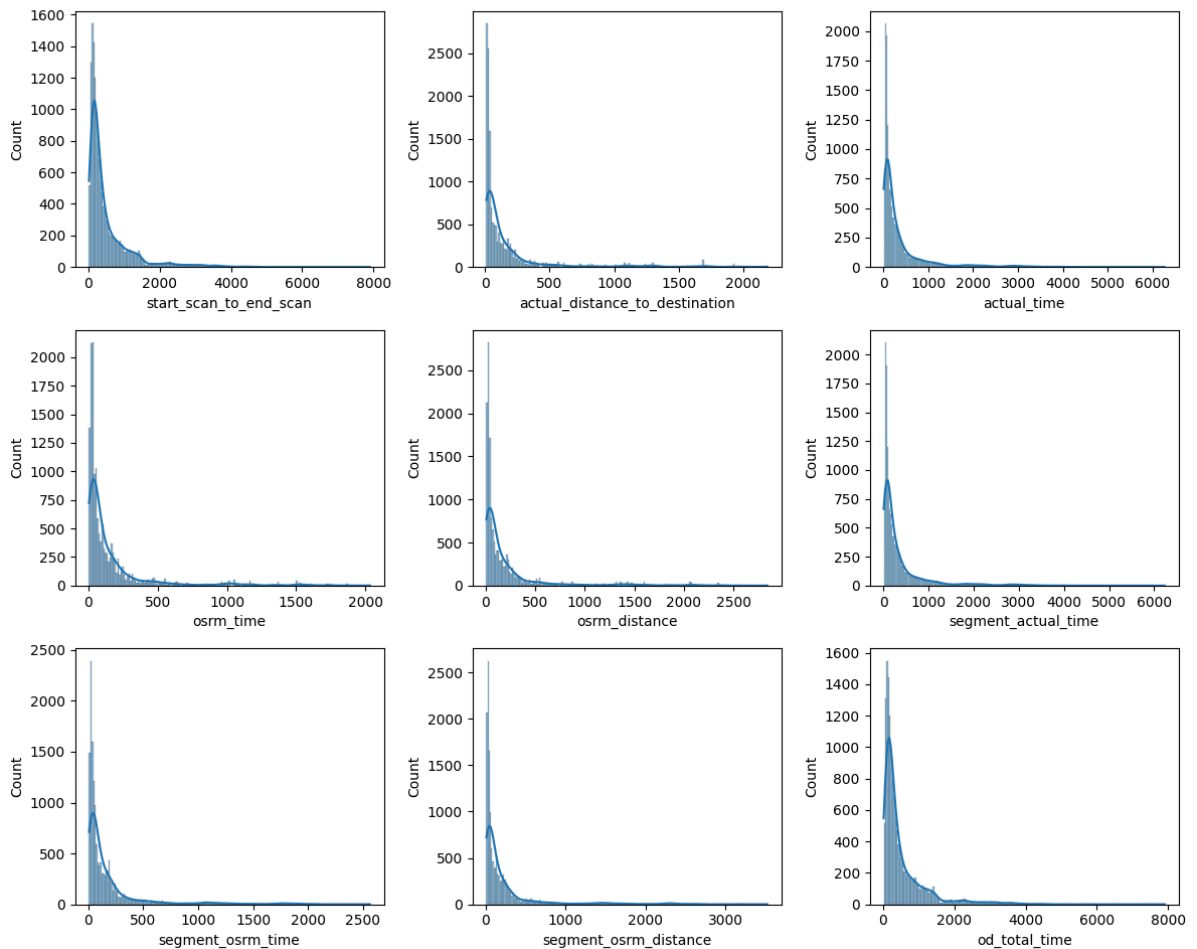 1600
1400
1200
1000
800
600
400
200
0
Count
0 2000 4000 6000 8000
start_scan_to_end_scan
2500
2000
1500
1000
500
0
Count
0 500 1000 1500 2000
actual_distance_to_destination
2000
1750
1500
1250
1000
750
500
250
0
Count
0 1000 2000 3000 4000 5000 6000
actual_time
2000
1750
1500
1250
1000
750
500
250
0
Count
0 500 1000 1500 2000
osrm_time
2500
2000
1500
1000
500
0
Count
0 500 1000 1500 2000 2500
osrm_distance
2000
1750
1500
1250
1000
750
500
250
0
Count
0 1000 2000 3000 4000 5000 6000
segment_actual_time
2500
2000
1500
1000
500
0
Count
0 500 1000 1500 2000 2500
segment_osrm_time
2500
2000
1500
1000
500
0
Count
0 1000 2000 3000
segment_osrm_distance
1600
1400
1200
1000
800
600
400
200
0
Count
0 2000 4000 6000 8000
od_total_time